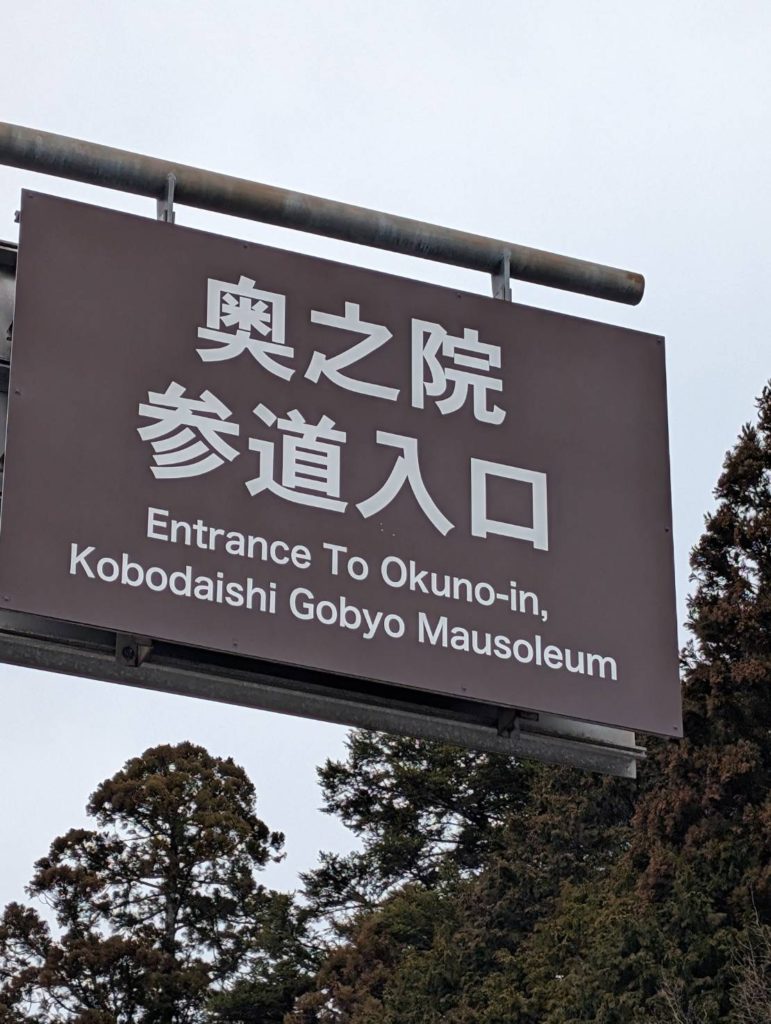 奥之院
参道入口
Entrance To Okuno-in,
Kobodaishi Gobyo Mausoleum